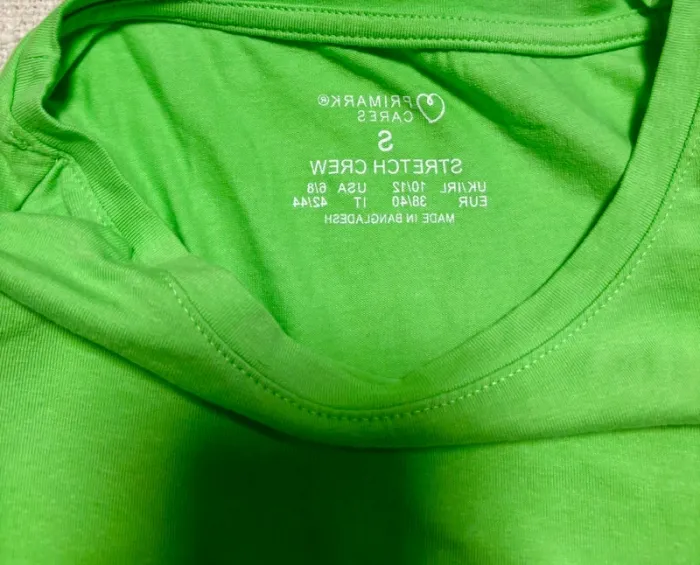 PRIMARK®
CARES
S
STRETCH CREW
UK/IRL 10/12 USA 6/8
EUR 38/40 IT 42/44
MADE IN BANGLADESH